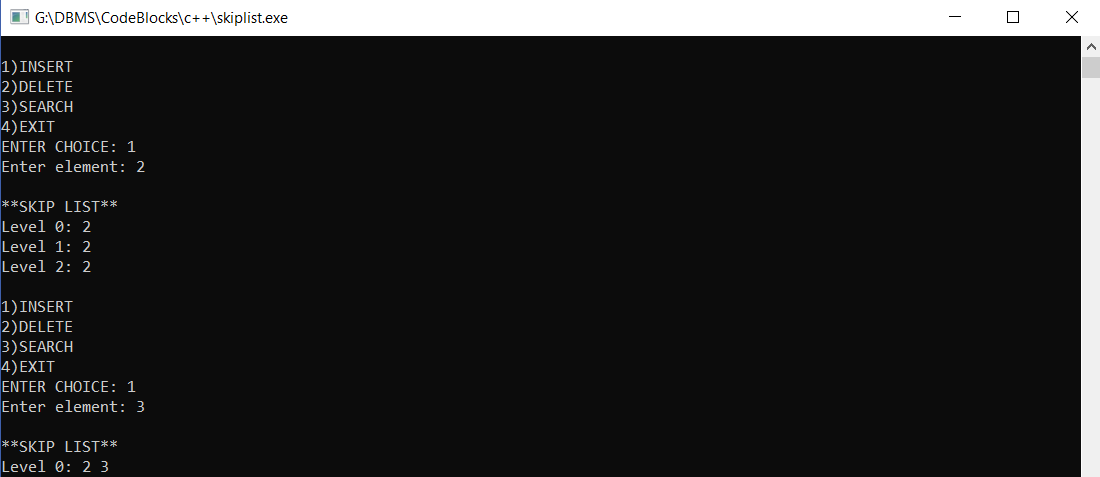 G:\DBMS\CodeBlocks\c++\skiplist.exe
1)INSERT
2)DELETE
3)SEARCH
4)EXIT
ENTER CHOICE: 1
Enter element: 2
**SKIP LIST**
Level 0: 2
Level 1: 2
Level 2: 2
1)INSERT
2)DELETE
3)SEARCH
4)EXIT
ENTER CHOICE: 1
Enter element: 3
**SKIP LIST**
Level 0: 2 3